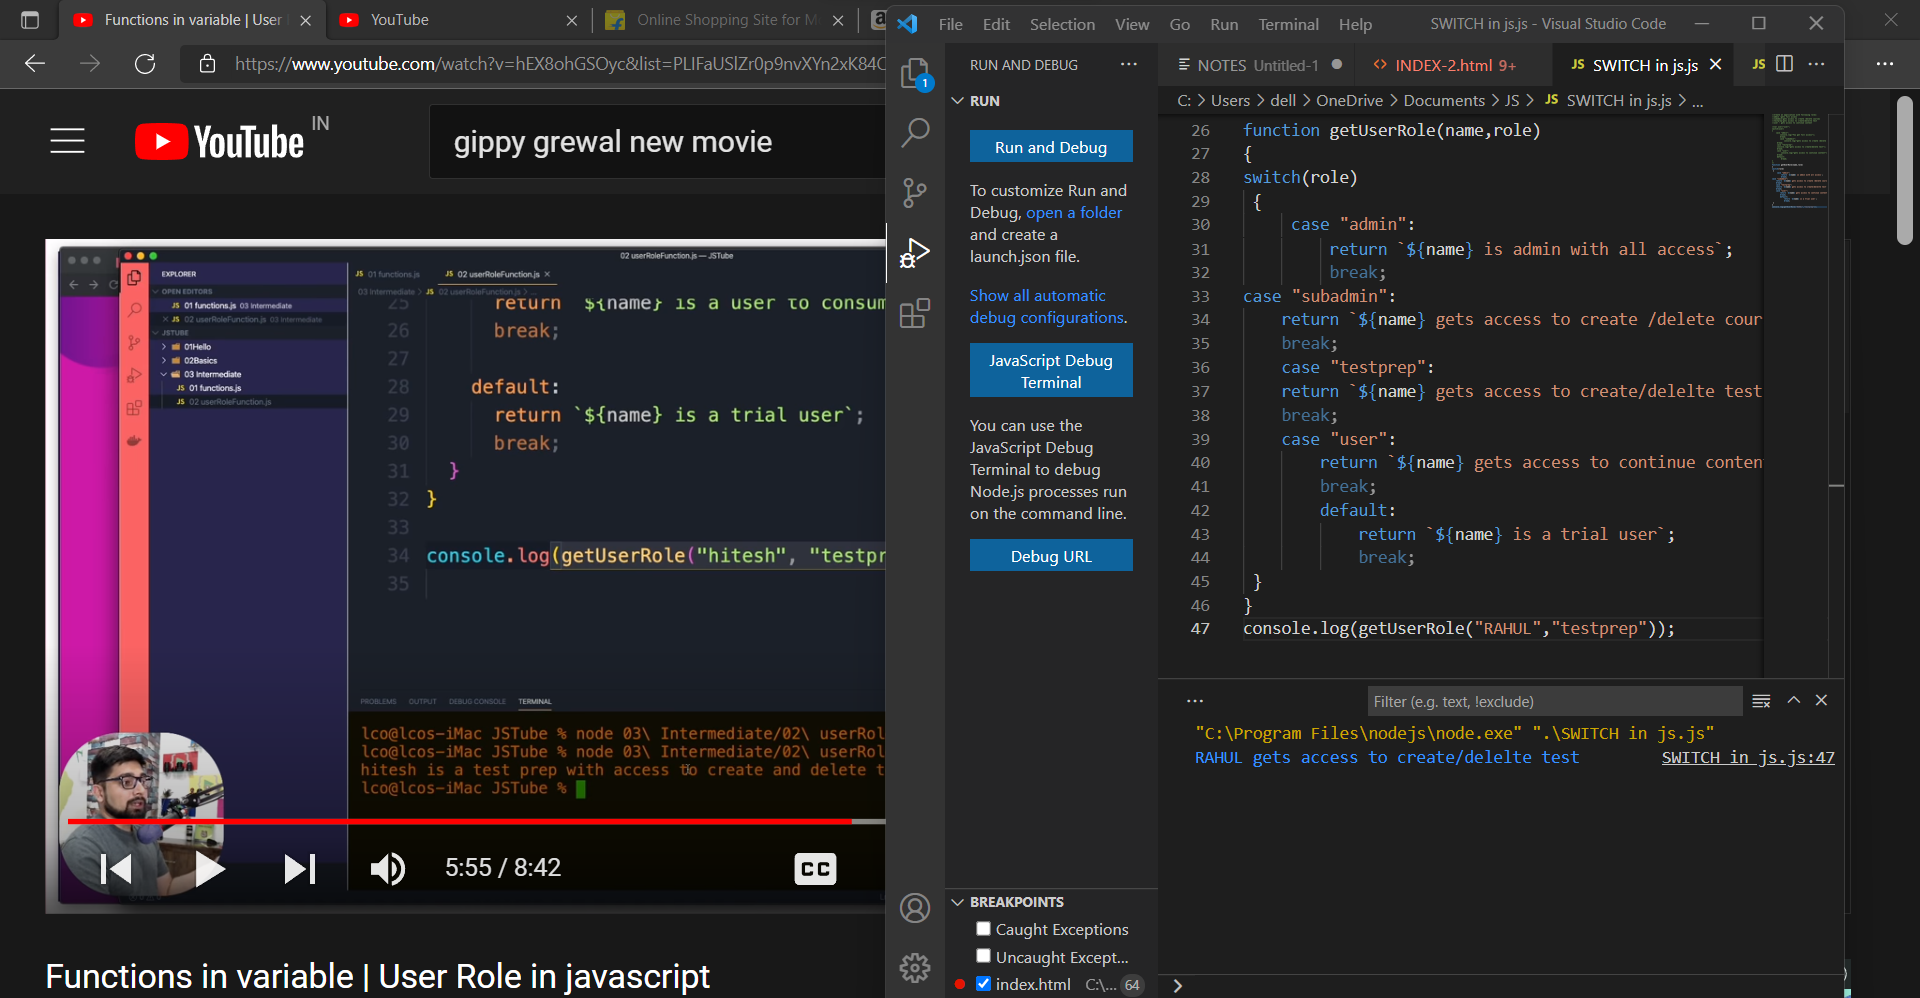 Functions in variable | User
YouTube
Online Shopping Site for M
https://www.youtube.com/watch?v=hEX8ohGSOyc&list=PLIFaUSlZr0p9nvXYn2xK84C
YouTube IN
gippy grewal new movie
02 userRoleFunction.js — JSTube
EXPLORER
OPEN EDITORS
JS 01 functions.js 03 Intermediate
× JS 02 userRoleFunction.js 03 Intermediate
JSTUBE
01Hello
02Basics
03 Intermediate
JS 01 functions.js
JS 02 userRoleFunction.js
JS 01 functions.js
JS 02 userRoleFunction.js ×
03 Intermediate > JS 02 userRoleFunction.js > ...
25 return `${name} is a user to consum
26 break;
27
28 default:
29 return `${name} is a trial user`;
30 break;
31 }
32 }
33
34 console.log(getUserRole("hitesh", "testpr
35
PROBLEMS OUTPUT DEBUG CONSOLE TERMINAL
lco@lcos-iMac JSTube % node 03\ Intermediate/02\ userRol
lco@lcos-iMac JSTube % node 03\ Intermediate/02\ userRol
hitesh is a test prep with access to create and delete t
lco@lcos-iMac JSTube %
5:55 / 8:42
CC
Functions in variable | User Role in javascript
File Edit Selection View Go Run Terminal Help
SWITCH in js.js - Visual Studio Code
1
RUN AND DEBUG
RUN
Run and Debug
To customize Run and
Debug, open a folder
and create a
launch.json file.
Show all automatic
debug configurations.
JavaScript Debug
Terminal
You can use the
JavaScript Debug
Terminal to debug
Node.js processes run
on the command line.
Debug URL
BREAKPOINTS
Caught Exceptions
Uncaught Except...
index.html C:\... 64
NOTES Untitled-1
<> INDEX-2.html 9+
JS SWITCH in js.js
JS
C: > Users > dell > OneDrive > Documents > JS > JS SWITCH in js.js > ...
26 function getUserRole(name,role)
27 {
28 switch(role)
29 {
30 case "admin":
31 return `${name} is admin with all access`;
32 break;
33 case "subadmin":
34 return `${name} gets access to create /delete cour
35 break;
36 case "testprep":
37 return `${name} gets access to create/delelte test
38 break;
39 case "user":
40 return `${name} gets access to continue conten
41 break;
42 default:
43 return `${name} is a trial user`;
44 break;
45 }
46 }
47 console.log(getUserRole("RAHUL","testprep"));
Filter (e.g. text, !exclude)
"C:\Program Files\nodejs\node.exe" ".\SWITCH in js.js"
RAHUL gets access to create/delelte test SWITCH in js.js:47